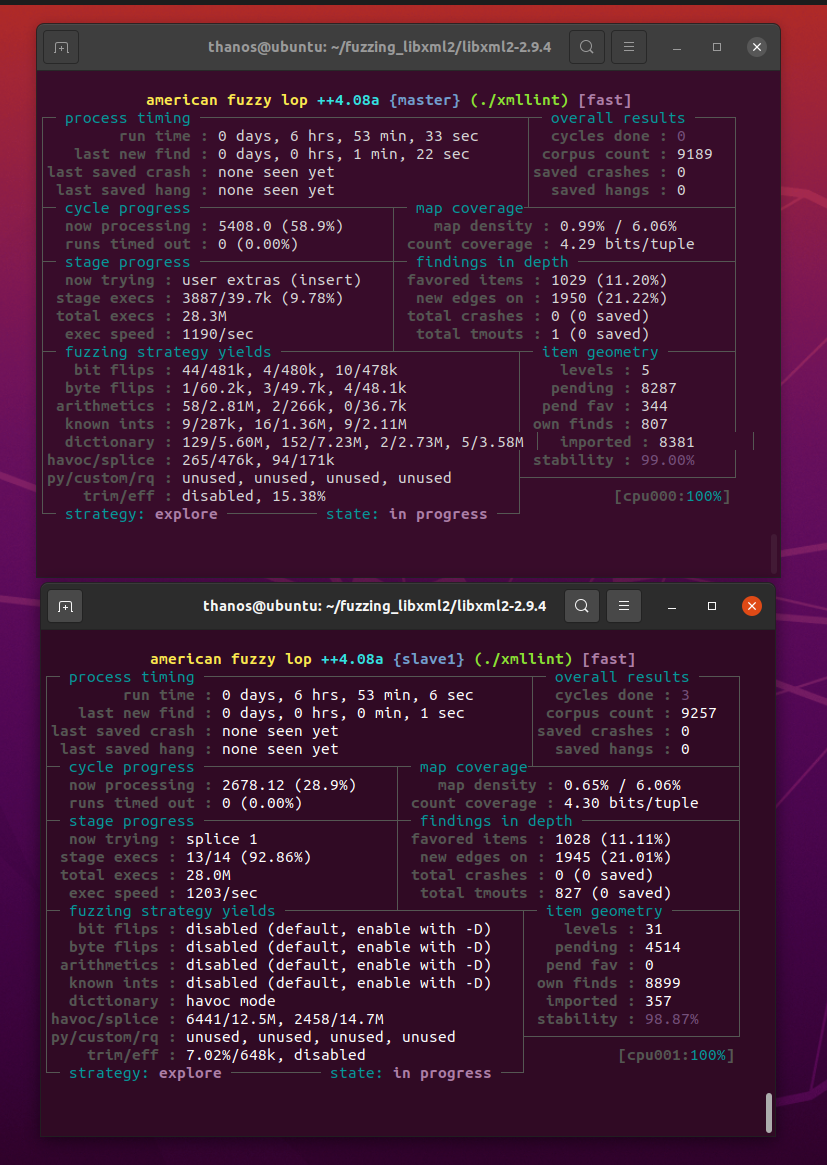 thanos@ubuntu: ~/fuzzing_libxml2/libxml2-2.9.4
american fuzzy lop ++4.08a {master} (./xmllint) [fast]
process timing overall results
run time : 0 days, 6 hrs, 53 min, 33 sec cycles done : 0
last new find : 0 days, 0 hrs, 1 min, 22 sec corpus count : 9189
last saved crash : none seen yet saved crashes : 0
last saved hang : none seen yet saved hangs : 0
cycle progress map coverage
now processing : 5408.0 (58.9%) map density : 0.99% / 6.06%
runs timed out : 0 (0.00%) count coverage : 4.29 bits/tuple
stage progress findings in depth
now trying : user extras (insert) favored items : 1029 (11.20%)
stage execs : 3887/39.7k (9.78%) new edges on : 1950 (21.22%)
total execs : 28.3M total crashes : 0 (0 saved)
exec speed : 1190/sec total tmouts : 1 (0 saved)
fuzzing strategy yields item geometry
bit flips : 44/481k, 4/480k, 10/478k levels : 5
byte flips : 1/60.2k, 3/49.7k, 4/48.1k pending : 8287
arithmetics : 58/2.81M, 2/266k, 0/36.7k pend fav : 344
known ints : 9/287k, 16/1.36M, 9/2.11M own finds : 807
dictionary : 129/5.60M, 152/7.23M, 2/2.73M, 5/3.58M imported : 8381
havoc/splice : 265/476k, 94/171k stability : 99.00%
py/custom/rq : unused, unused, unused, unused
trim/eff : disabled, 15.38% [cpu000:100%]
strategy: explore state: in progress
thanos@ubuntu: ~/fuzzing_libxml2/libxml2-2.9.4
american fuzzy lop ++4.08a {slave1} (./xmllint) [fast]
process timing overall results
run time : 0 days, 6 hrs, 53 min, 6 sec cycles done : 3
last new find : 0 days, 0 hrs, 0 min, 1 sec corpus count : 9257
last saved crash : none seen yet saved crashes : 0
last saved hang : none seen yet saved hangs : 0
cycle progress map coverage
now processing : 2678.12 (28.9%) map density : 0.65% / 6.06%
runs timed out : 0 (0.00%) count coverage : 4.30 bits/tuple
stage progress findings in depth
now trying : splice 1 favored items : 1028 (11.11%)
stage execs : 13/14 (92.86%) new edges on : 1945 (21.01%)
total execs : 28.0M total crashes : 0 (0 saved)
exec speed : 1203/sec total tmouts : 827 (0 saved)
fuzzing strategy yields item geometry
bit flips : disabled (default, enable with -D) levels : 31
byte flips : disabled (default, enable with -D) pending : 4514
arithmetics : disabled (default, enable with -D) pend fav : 0
known ints : disabled (default, enable with -D) own finds : 8899
dictionary : havoc mode imported : 357
havoc/splice : 6441/12.5M, 2458/14.7M stability : 98.87%
py/custom/rq : unused, unused, unused, unused
trim/eff : 7.02%/648k, disabled [cpu001:100%]
strategy: explore state: in progress